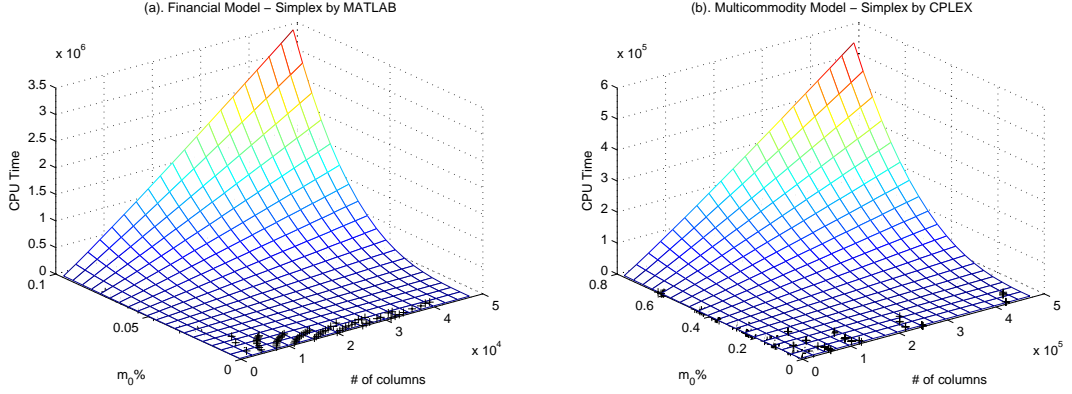 (a). Financial Model − Simplex by MATLAB
x 10^6
3.5
3
2.5
2
1.5
1
0.5
0
CPU Time
0.1
0.05
0
m_0%
0
1
2
3
4
5
x 10^4
# of columns
(b). Multicommodity Model − Simplex by CPLEX
x 10^5
6
5
4
3
2
1
0
CPU Time
0.8
0.6
0.4
0.2
0
m_0%
0
1
2
3
4
5
x 10^5
# of columns